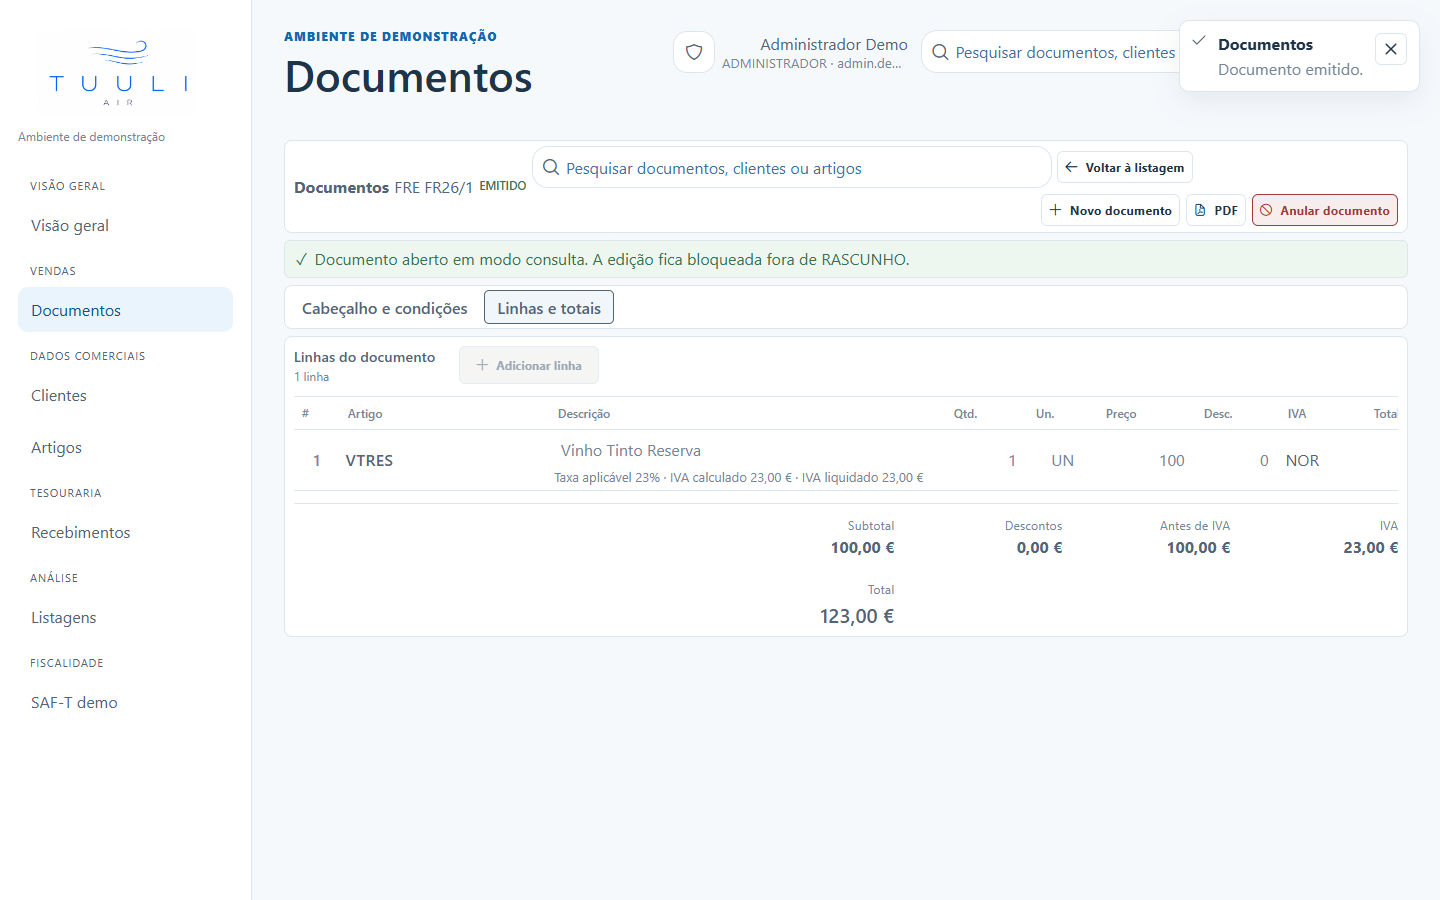 TUULI
AIR
Ambiente de demonstração
VISÃO GERAL
Visão geral
VENDAS
Documentos
DADOS COMERCIAIS
Clientes
Artigos
TESOURARIA
Recebimentos
ANÁLISE
Listagens
FISCALIDADE
SAF-T demo
AMBIENTE DE DEMONSTRAÇÃO
Documentos
Administrador Demo
ADMINISTRADOR · admin.de...
Pesquisar documentos, clientes
Documentos
Documento emitido.
Documentos FRE FR26/1 EMITIDO
Pesquisar documentos, clientes ou artigos
Voltar à listagem
Novo documento
PDF
Anular documento
✓ Documento aberto em modo consulta. A edição fica bloqueada fora de RASCUNHO.
Cabeçalho e condições Linhas e totais
Linhas do documento
1 linha
Adicionar linha
# Artigo Descrição Qtd. Un. Preço Desc. IVA Tota
1 VTRES Vinho Tinto Reserva 1 UN 100 0 NOR
Taxa aplicável 23% · IVA calculado 23,00 € · IVA liquidado 23,00 €
Subtotal Descontos Antes de IVA IVA
100,00 € 0,00 € 100,00 € 23,00 €
Total
123,00 €